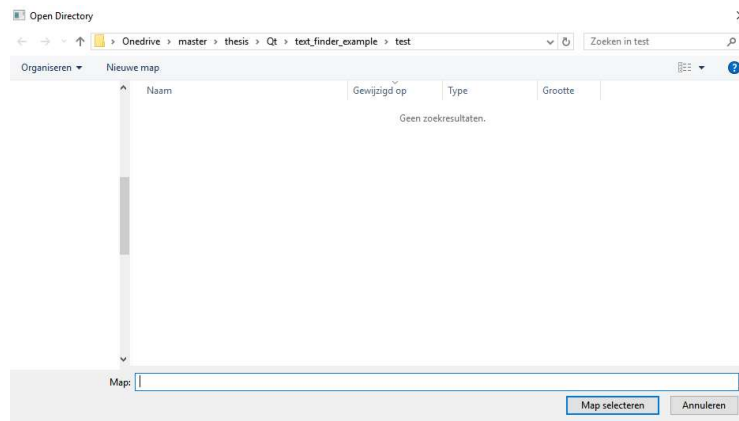 Open Directory
Onedrive > master > thesis > Qt > text_finder_example > test
Zoeken in test
Organiseren
Nieuwe map
Naam
Gewijzigd op
Type
Grootte
Geen zoekresultaten.
Map:
Map selecteren
Annuleren